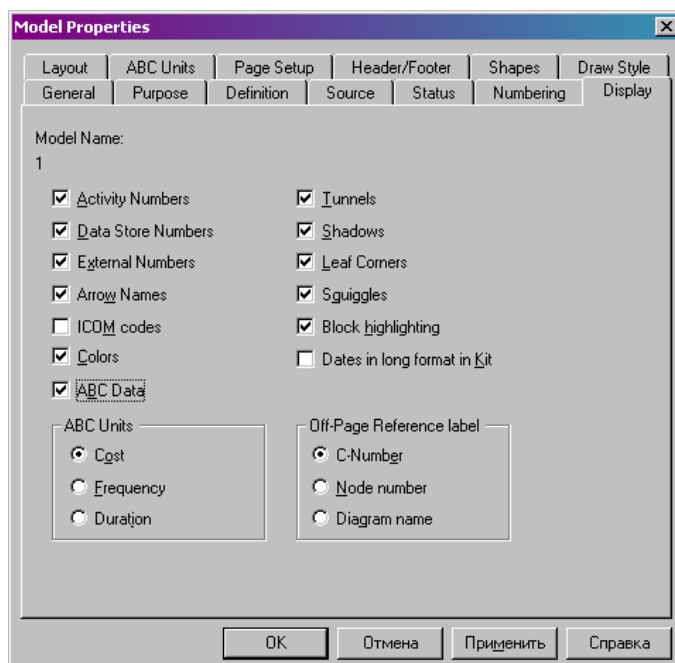 Model Properties
Layout ABC Units Page Setup Header/Footer Shapes Draw Style
General Purpose Definition Source Status Numbering Display
Model Name:
1
Activity Numbers Tunnels
Data Store Numbers Shadows
External Numbers Leaf Corners
Arrow Names Squiggles
ICOM codes Block highlighting
Colors Dates in long format in Kit
ABC Data
ABC Units Off-Page Reference label
Cost C-Number
Frequency Node number
Duration Diagram name
OK Отмена Применить Справка